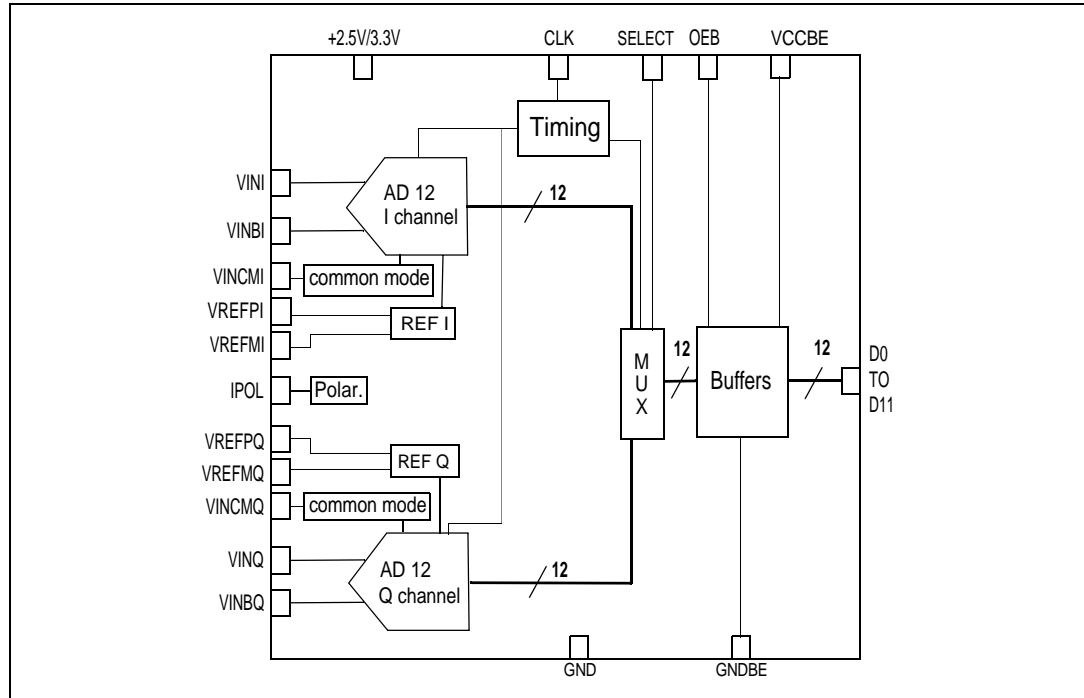 +2.5V/3.3V
CLK
SELECT
OEB
VCCBE
Timing
VINI
AD 12
I channel
12
VINBI
VINCMI
common mode
VREFPI
REF I
VREFMI
MUX
12
Buffers
12
D0
TO
D11
IPOL
Polar.
VREFPQ
REF Q
VREFMQ
VINCMQ
common mode
VINQ
AD 12
Q channel
12
VINBQ
GND
GNDBE